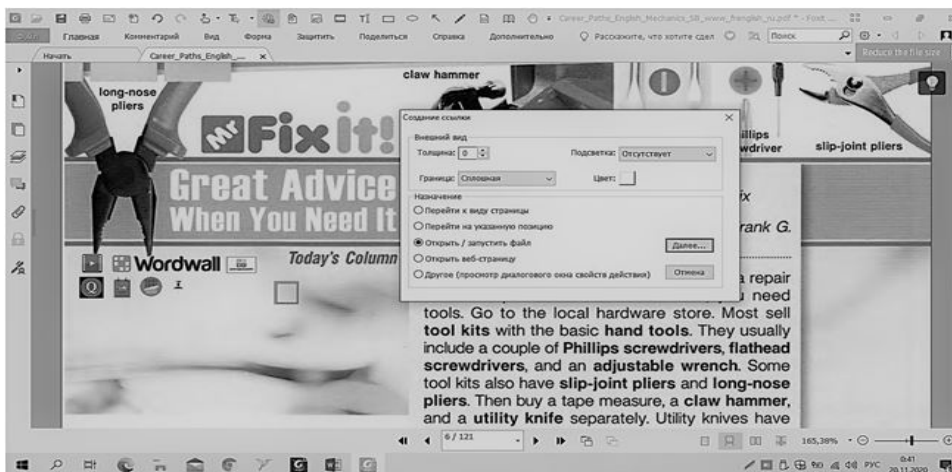 Career_Paths_English_Mechanics_SB_www_frenglish_ru.pdf * - Foxt ...
Главная Комментарий Вид Форма Защитить Поделиться Справка Дополнительно Расскажите, что хотите сдел Поиск
Начать Career_Paths_English_... × Reduce the file size
long-nose
pliers
claw hammer
slip-joint pliers
Mr FixIt!
Great Advice
When You Need It
Wordwall
Today's Column
Создание ссылки
Внешний вид
Толщина: 0 Подсветка: Отсутствует
Граница: Сплошная Цвет:
Назначение
Перейти к виду страницы
Перейти на указанную позицию
Открыть / запустить файл Далее...
Открыть веб-страницу
Другое (просмотр диалогового окна свойств действия) Отмена
rank G.
a repair
need
tools. Go to the local hardware store. Most sell
tool kits with the basic hand tools. They usually
include a couple of Phillips screwdrivers, flathead
screwdrivers, and an adjustable wrench. Some
tool kits also have slip-joint pliers and long-nose
pliers. Then buy a tape measure, a claw hammer,
and a utility knife separately. Utility knives have
6 / 121 165,38%
РУС 0:41
20.11.2020